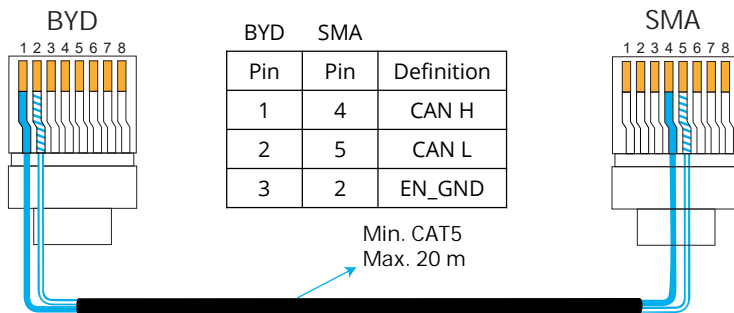 BYD
1 2 3 4 5 6 7 8
BYD SMA
Pin Pin Definition
1 4 CAN H
2 5 CAN L
3 2 EN_GND
SMA
1 2 3 4 5 6 7 8
Min. CAT5
Max. 20 m